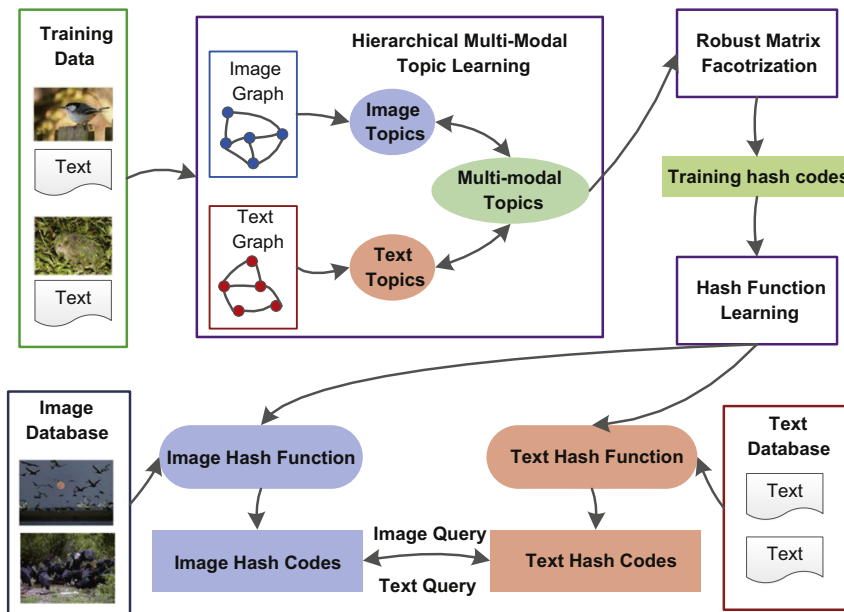 Training
Data
Text
Text
Hierarchical Multi-Modal
Topic Learning
Image
Graph
Image
Topics
Multi-modal
Topics
Text
Graph
Text
Topics
Robust Matrix
Facotrization
Training hash codes
Hash Function
Learning
Image
Database
Image Hash Function
Text Hash Function
Text
Database
Text
Text
Image Hash Codes
Image Query
Text Query
Text Hash Codes